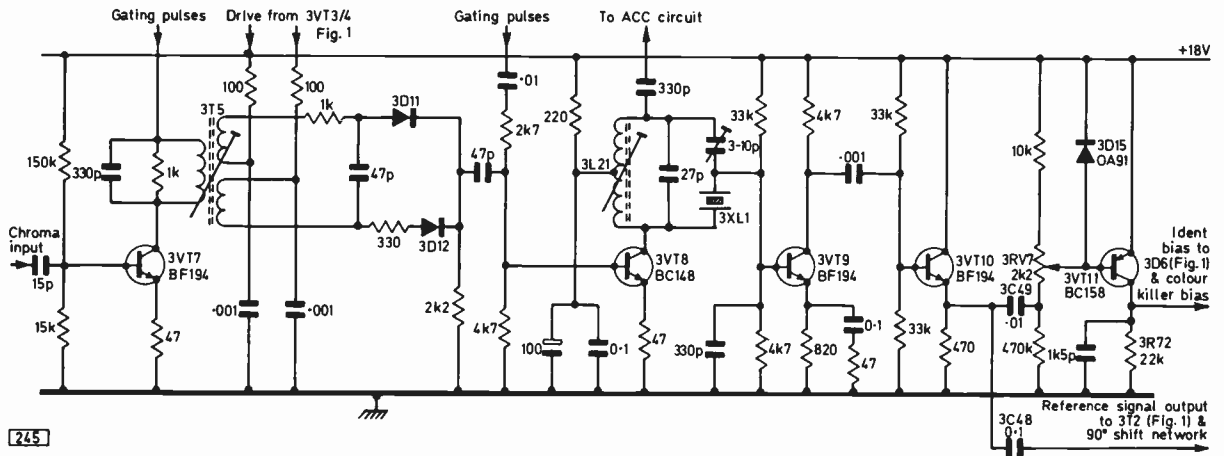 Gating pulses
Drive from 3VT3/4
Fig. 1
Gating pulses
To ACC circuit
+18V
100
100
·01
330p
3T5
1k
3D11
2k7
220
33k
4k7
33k
3D15
OA91
150k
330p
1k
47p
47p
3L21
27p
3-10p
·001
10k
3XL1
330
3D12
Chroma
input
15p
3VT7
BF194
3VT8
BC148
3VT9
BF194
3VT10
BF194
3RV7
2k2
3VT11
BC158
Ident
bias to
3D6(Fig.1)
& colour
killer bias
3C49
·01
15k
47
·001
·001
2k2
4k7
100
0·1
47
330p
4k7
820
0·1
47
33k
470
470k
1k5p
3R72
22k
245
3C48
0·1
Reference signal output
to 3T2 (Fig. 1) &
90° shift network